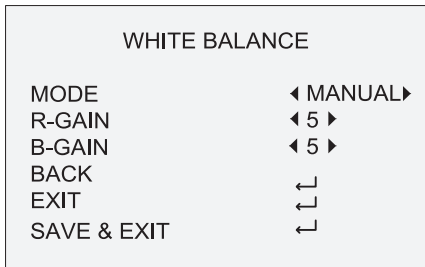 WHITE BALANCE
MODE ◀ MANUAL▶
R-GAIN ◀ 5 ▶
B-GAIN ◀ 5 ▶
BACK ↵
EXIT ↵
SAVE & EXIT ↵